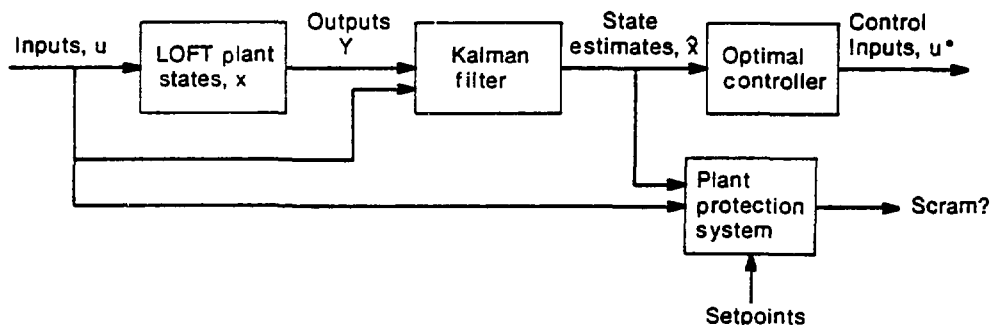 Inputs, u
LOFT plant
states, x
Outputs
Y
Kalman
filter
State
estimates, x̂
Optimal
controller
Control
Inputs, u*
Plant
protection
system
Scram?
Setpoints